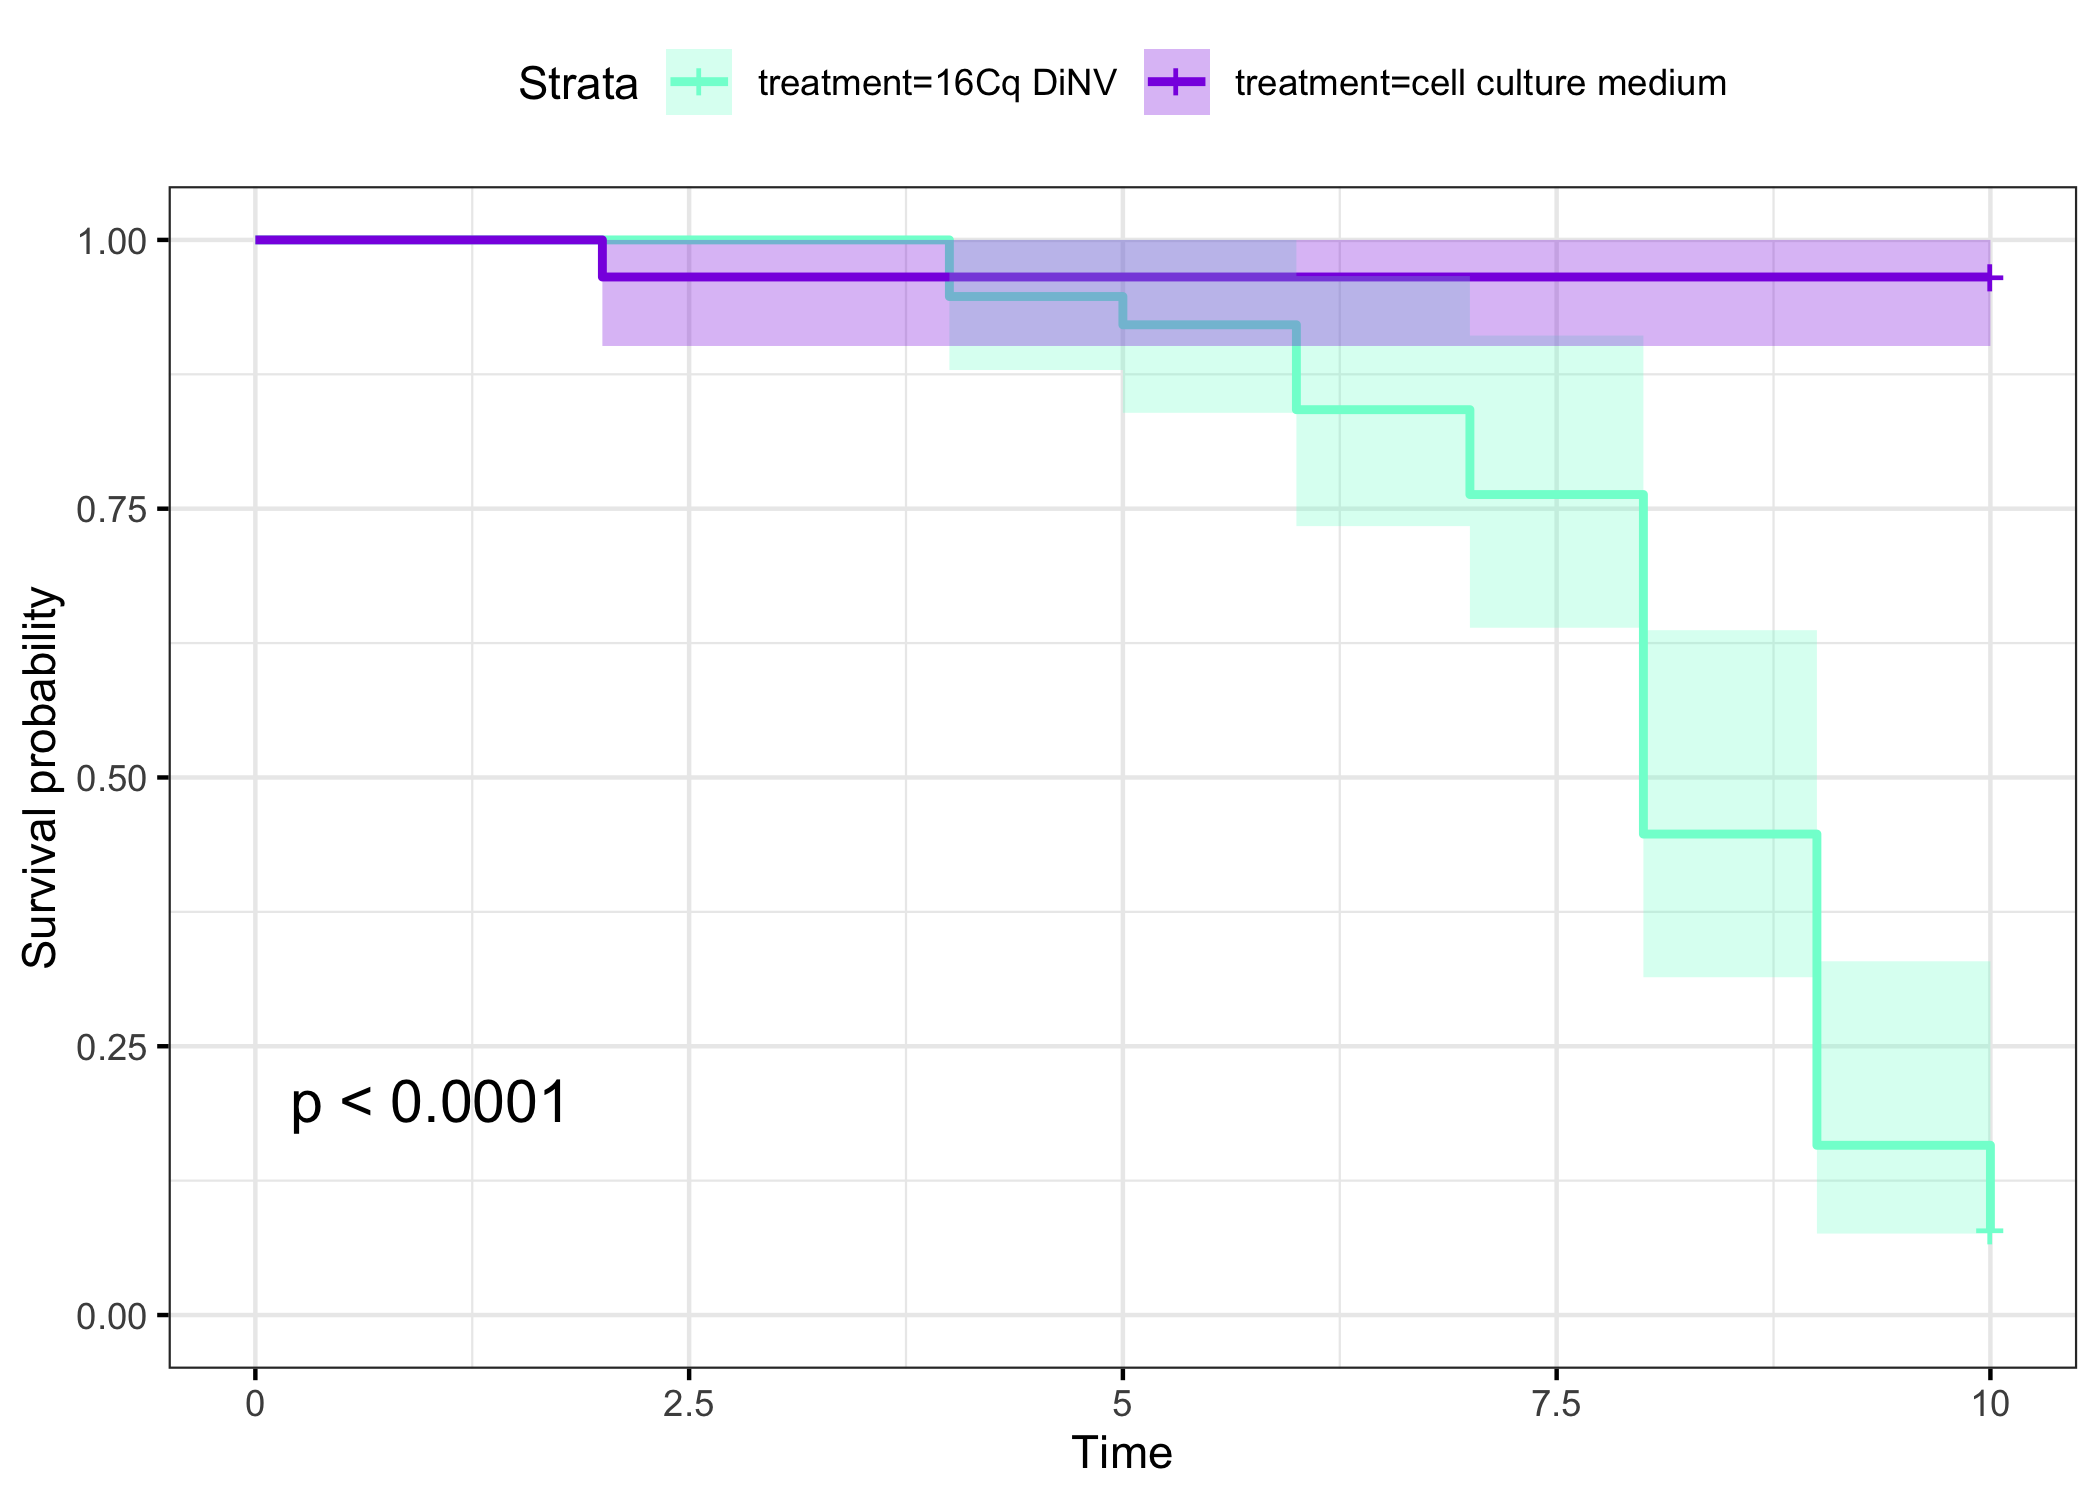 Strata treatment=16Cq DiNV treatment=cell culture medium
Survival probability
1.00
0.75
0.50
0.25
0.00
p < 0.0001
0 2.5 5 7.5 10
Time